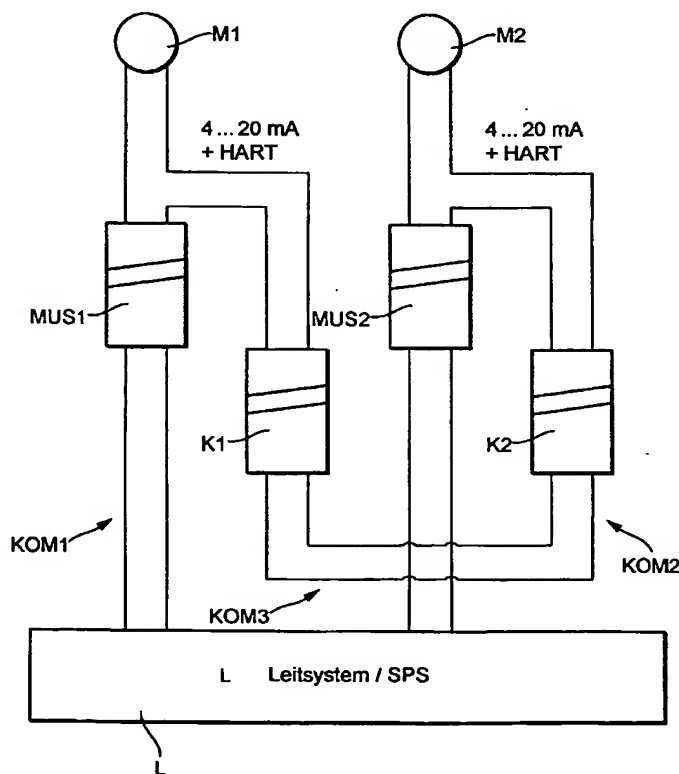 M1
M2
4 ... 20 mA
+ HART
4 ... 20 mA
+ HART
MUS1
MUS2
K1
K2
KOM1
KOM2
KOM3
L Leitsystem / SPS
L